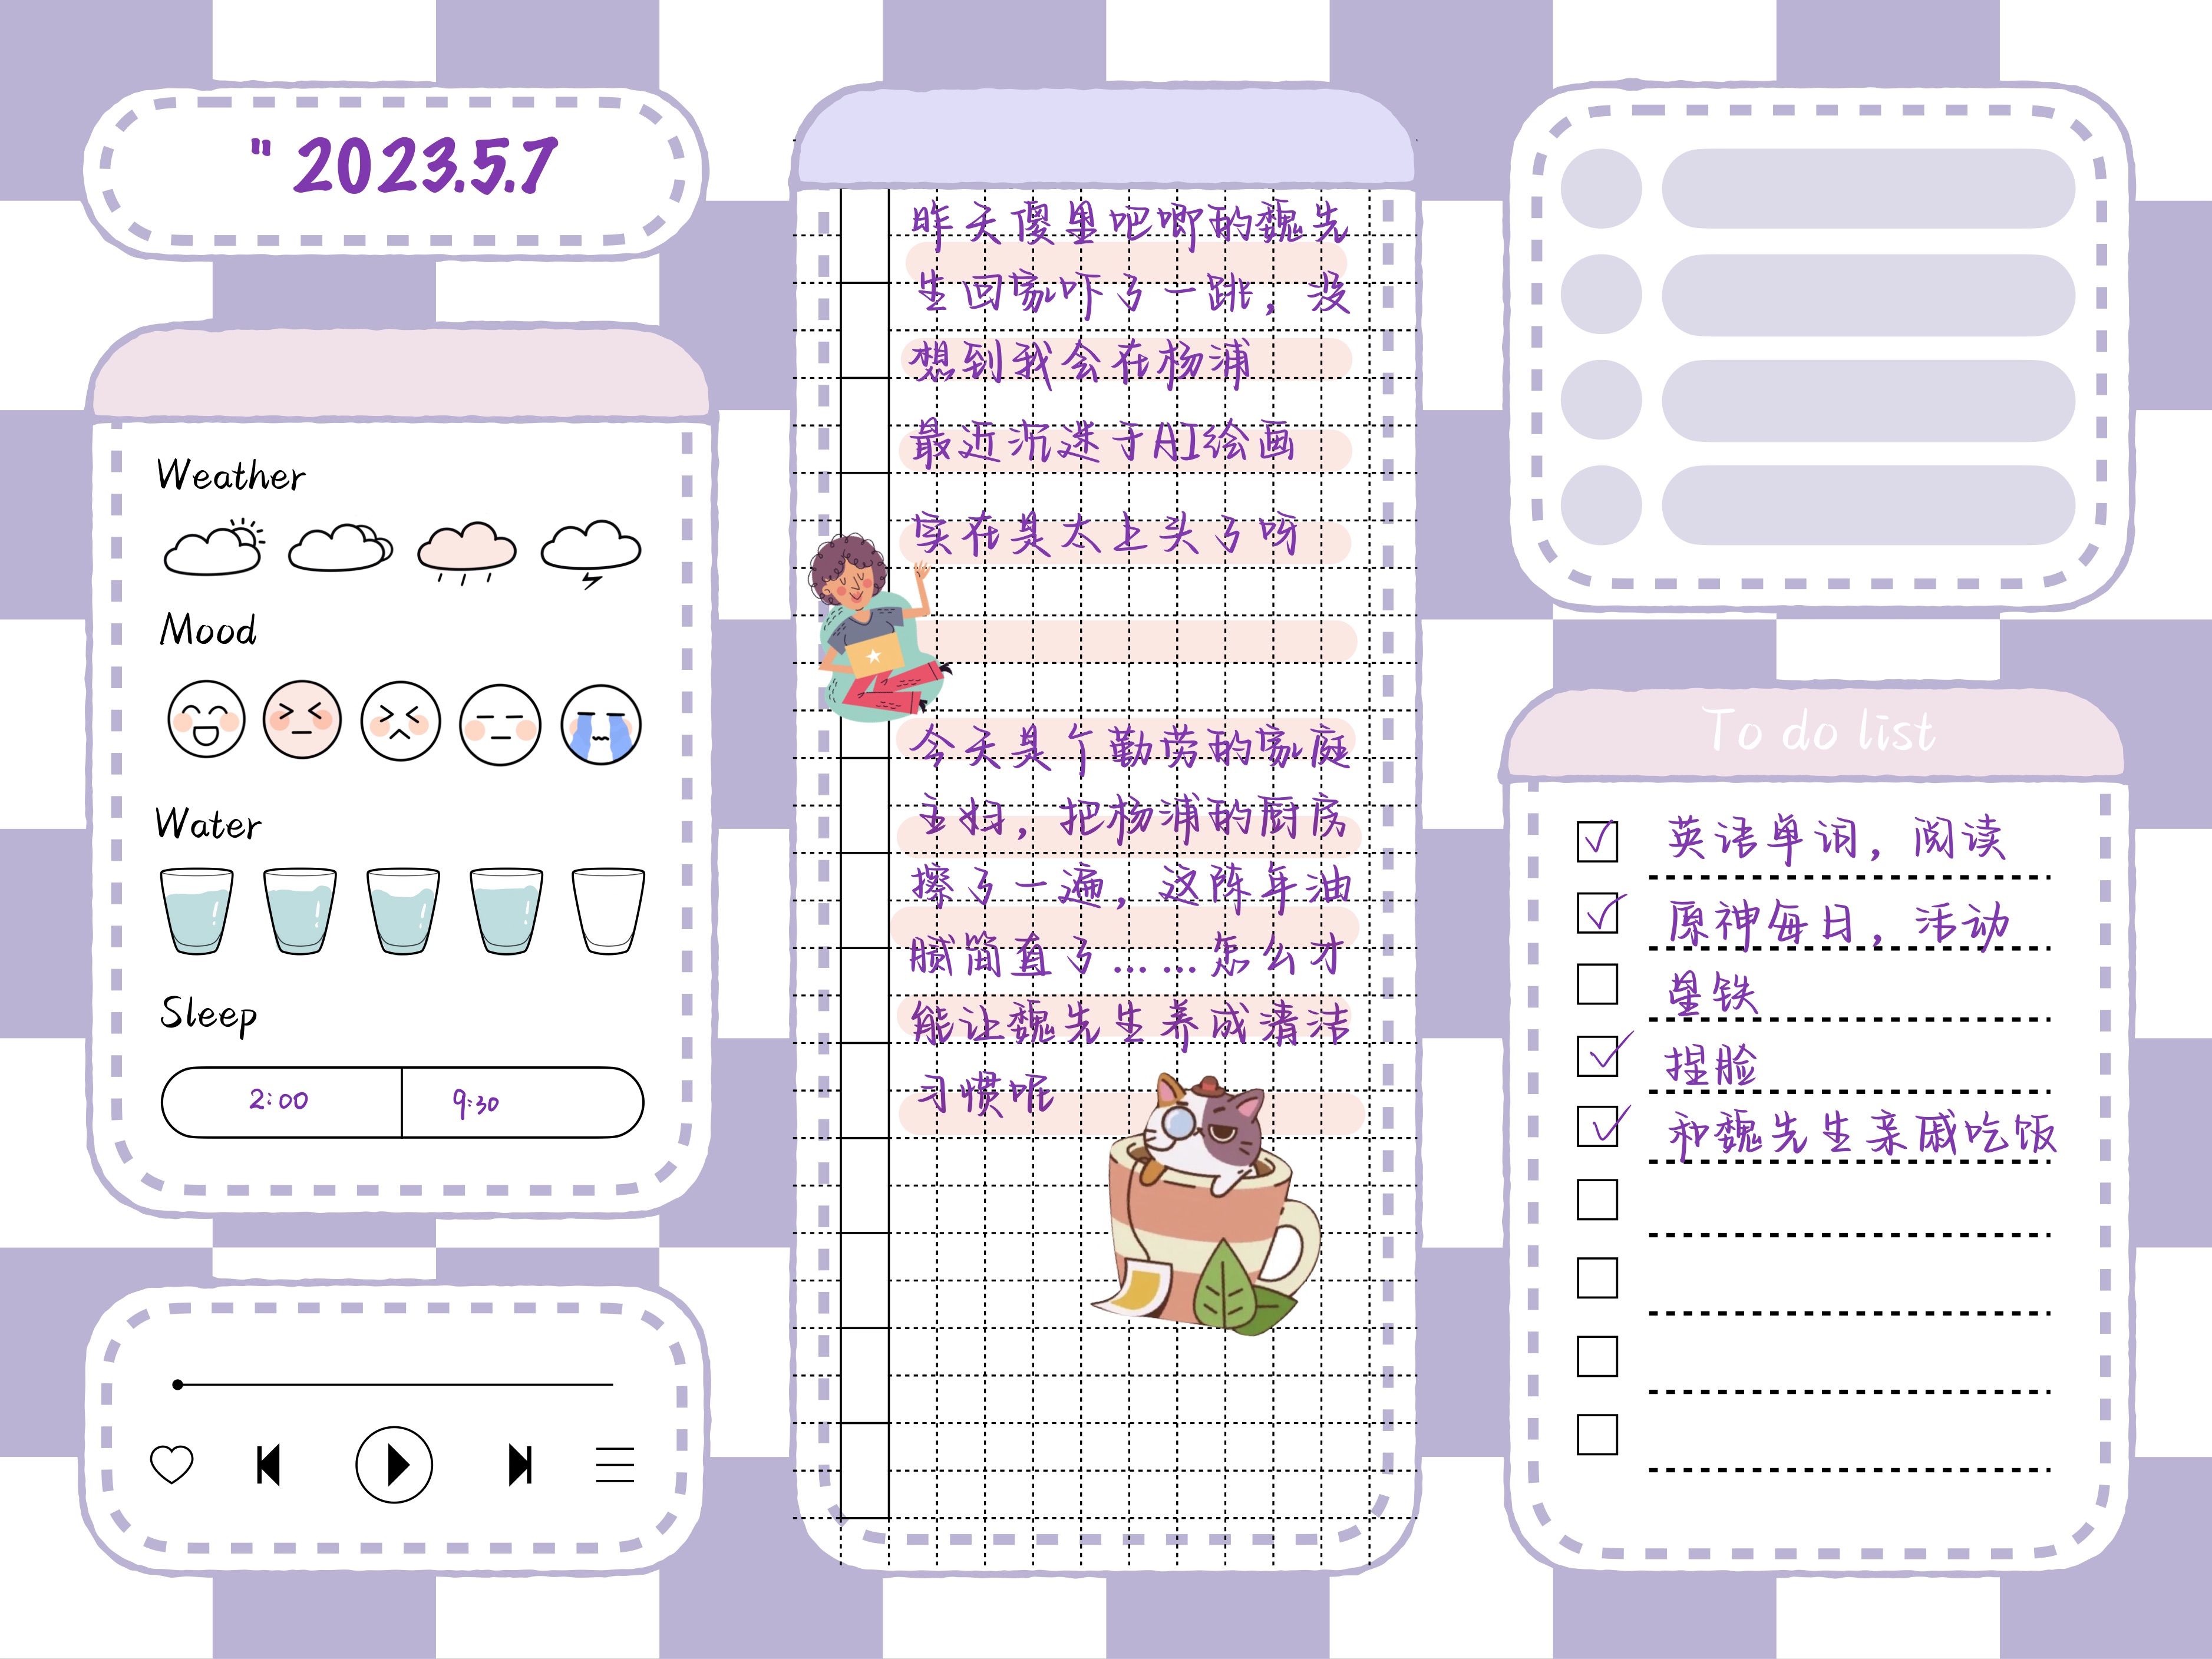 " 2023.5.7
Weather
Mood
Water
Sleep
2:00 9:30
昨天傻里吧唧的魏先
生回家吓了一跳，没
想到我会在杨浦
最近沉迷于AI绘画
实在是太上头了呀
今天是个勤劳的家庭
主妇，把杨浦的厨房
擦了一遍，这陈年油
腻简直了……怎么才
能让魏先生养成清洁
习惯呢
To do list
英语单词，阅读
原神每日，活动
星铁
捏脸
和魏先生亲戚吃饭